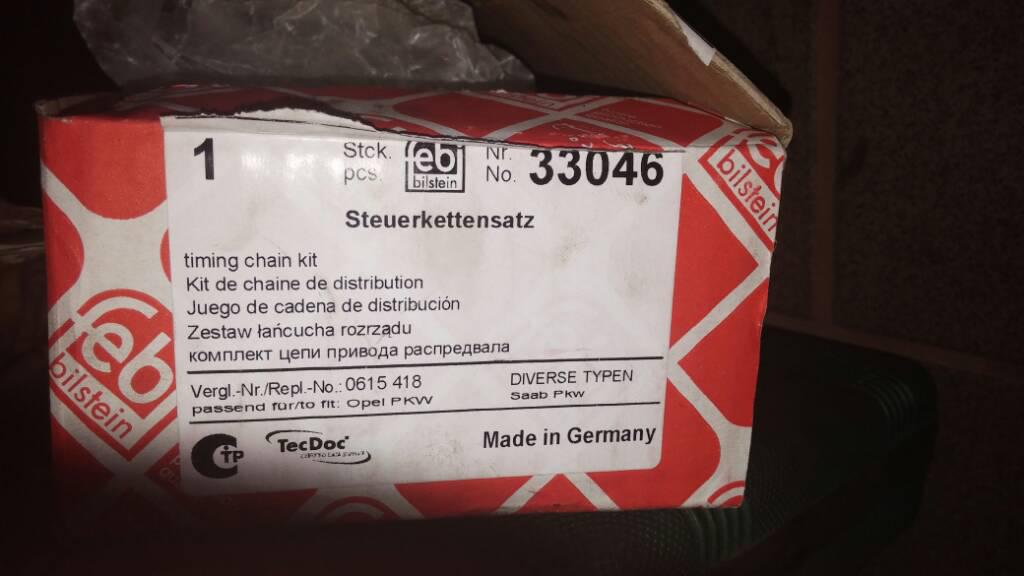 1 Stck. pcs. feb bilstein Nr. No. 33046
Steuerkettensatz
timing chain kit
Kit de chaine de distribution
Juego de cadena de distribución
Zestaw łańcucha rozrządu
комплект цепи привода распредвала
Vergl.-Nr./Repl.-No.: 0615 418 DIVERSE TYPEN
passend für/to fit: Opel PKW Saab Pkw
TP TecDoc Made in Germany
feb
bilstein
feb
bilstein